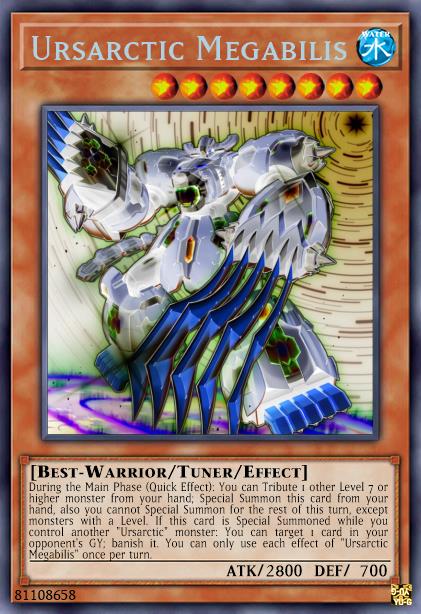 URSARCTIC MEGABILIS
WATER
水
[BEST-WARRIOR/TUNER/EFFECT]
During the Main Phase (Quick Effect): You can Tribute 1 other Level 7 or
higher monster from your hand; Special Summon this card from your
hand, also you cannot Special Summon for the rest of this turn, except
monsters with a Level. If this card is Special Summoned while you
control another "Ursarctic" monster: You can target 1 card in your
opponent's GY; banish it. You can only use each effect of "Ursarctic
Megabilis" once per turn.
ATK/2800 DEF/ 700
81108658